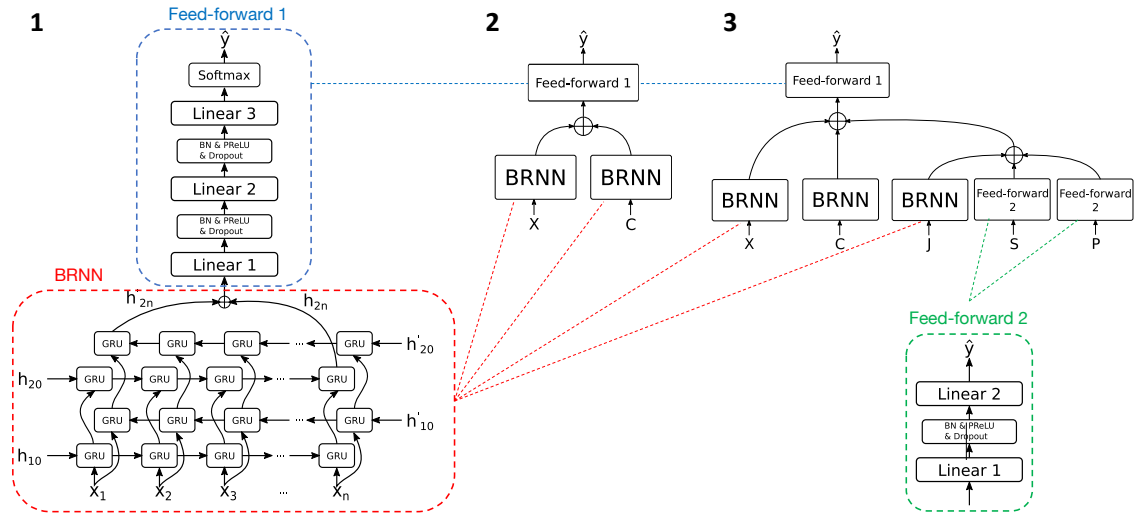 1
Feed-forward 1
ŷ
Softmax
Linear 3
BN & PReLU
& Dropout
Linear 2
BN & PReLU
& Dropout
Linear 1
BRNN
h'2n
h2n
GRU GRU GRU ... GRU h'20
h20 GRU GRU GRU ... GRU
GRU GRU GRU ... GRU h'10
h10 GRU GRU GRU ... GRU
x1 x2 x3 ... xn
2
ŷ
Feed-forward 1
BRNN BRNN
X C
3
ŷ
Feed-forward 1
BRNN BRNN BRNN Feed-forward
2 Feed-forward
2
X C J S P
Feed-forward 2
ŷ
Linear 2
BN & PReLU
& Dropout
Linear 1